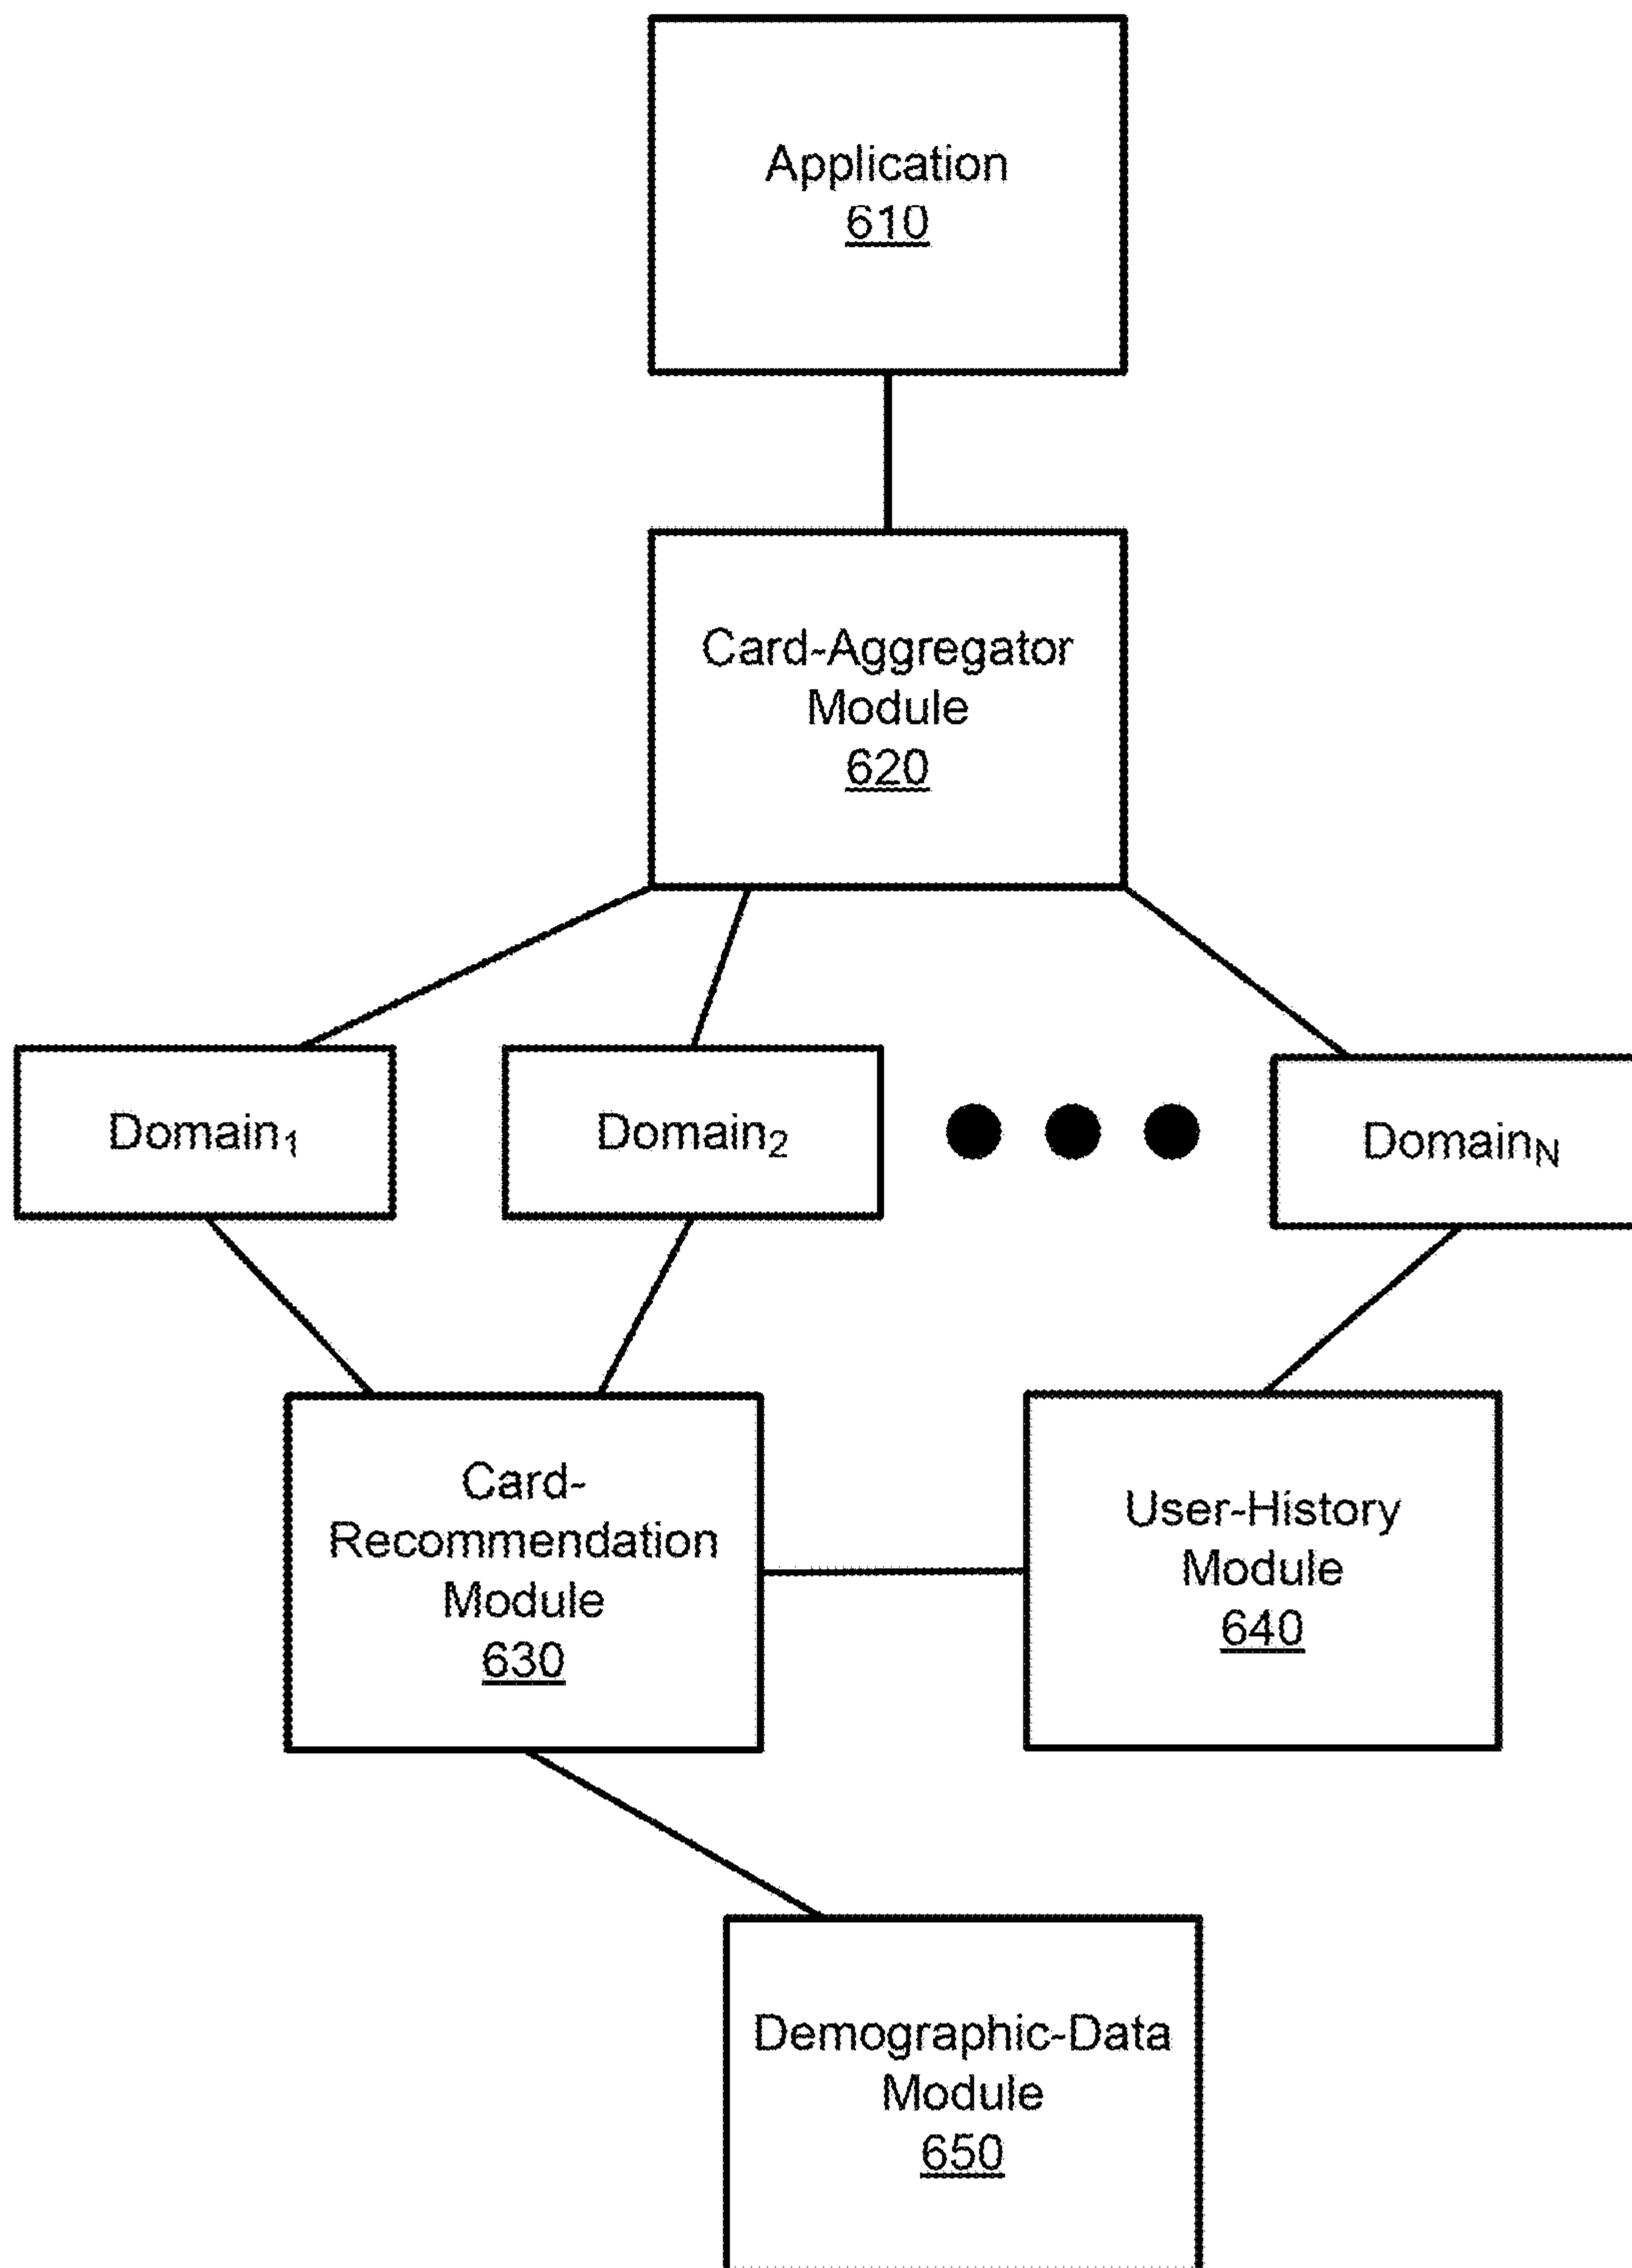 Application
610
Card-Aggregator
Module
620
Domain₁
Domain₂
Domain_N
Card-
Recommendation
Module
630
User-History
Module
640
Demographic-Data
Module
650